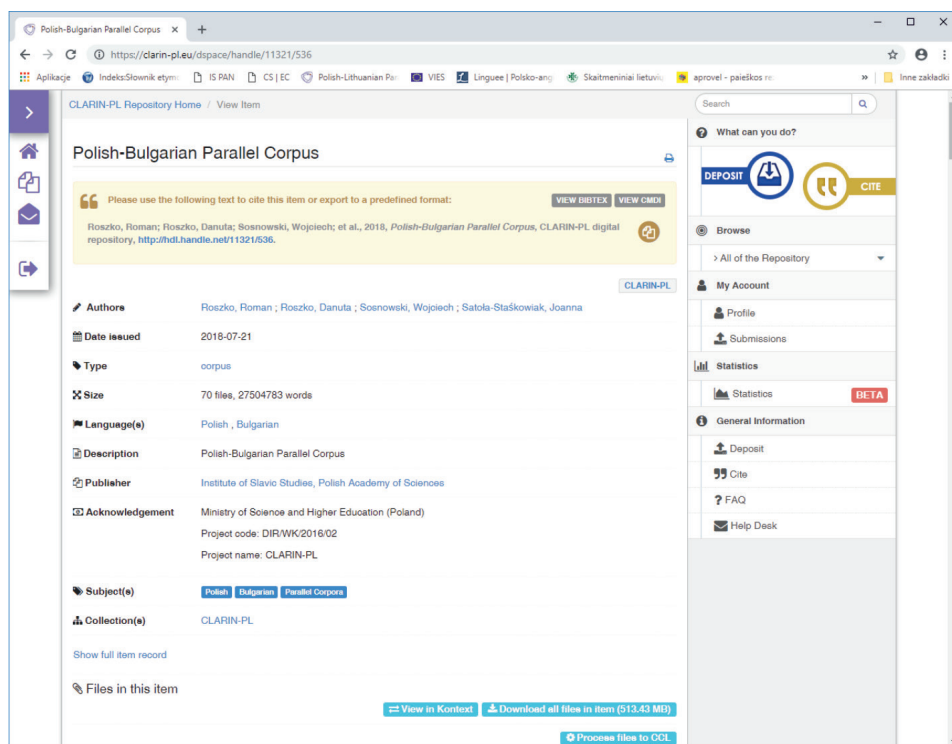 Polish-Bulgarian Parallel Corpus
https://clarin-pl.eu/dspace/handle/11321/536
Aplikacje Indeks:Słownik etym IS PAN CS | EC Polish-Lithuanian Pa VIES Linguee | Polsko-ang Skaitmeniniai lietuvi aprovel - paieškos re Inne zakładki
CLARIN-PL Repository Home / View Item
Search
What can you do?
Polish-Bulgarian Parallel Corpus
DEPOSIT
CITE
Please use the following text to cite this item or export to a predefined format:
VIEW BIBTEX VIEW CMDI
Roszko, Roman; Roszko, Danuta; Sosnowski, Wojciech; et al., 2018, Polish-Bulgarian Parallel Corpus, CLARIN-PL digital
repository, http://hdl.handle.net/11321/536.
Browse
> All of the Repository
CLARIN-PL
My Account
Authors Roszko, Roman ; Roszko, Danuta ; Sosnowski, Wojciech ; Satoła-Staśkowiak, Joanna
Profile
Date issued 2018-07-21
Submissions
Type corpus
Statistics
Size 70 files, 27504783 words
Statistics BETA
Language(s) Polish , Bulgarian
General Information
Description Polish-Bulgarian Parallel Corpus
Deposit
Publisher Institute of Slavic Studies, Polish Academy of Sciences
Cite
? FAQ
Acknowledgement Ministry of Science and Higher Education (Poland)
Help Desk
Project code: DIR/WK/2016/02
Project name: CLARIN-PL
Subject(s) Polish Bulgarian Parallel Corpora
Collection(s) CLARIN-PL
Show full item record
Files in this item
View in Kontext Download all files in item (513.43 MB)
Process files to CCL